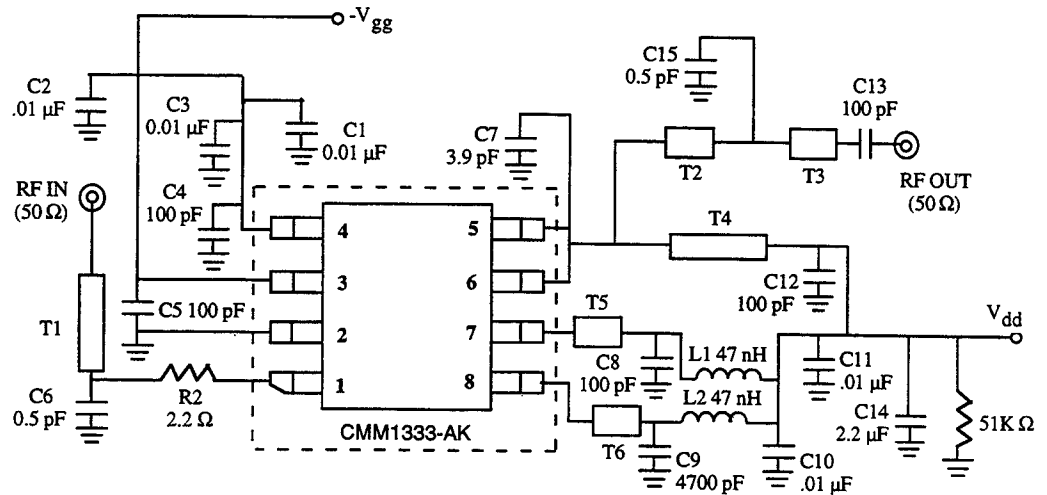 -Vgg
C2
.01 µF
C3
0.01 µF
C1
0.01 µF
C4
100 pF
RF IN
(50 Ω)
C5 100 pF
T1
C6
0.5 pF
R2
2.2 Ω
4
3
2
1
5
6
7
8
CMM1333-AK
C7
3.9 pF
C15
0.5 pF
C13
100 pF
T2
T3
RF OUT
(50 Ω)
T4
C12
100 pF
T5
C8
100 pF
L1 47 nH
L2 47 nH
T6
C9
4700 pF
C10
.01 µF
C11
.01 µF
Vdd
C14
2.2 µF
51K Ω